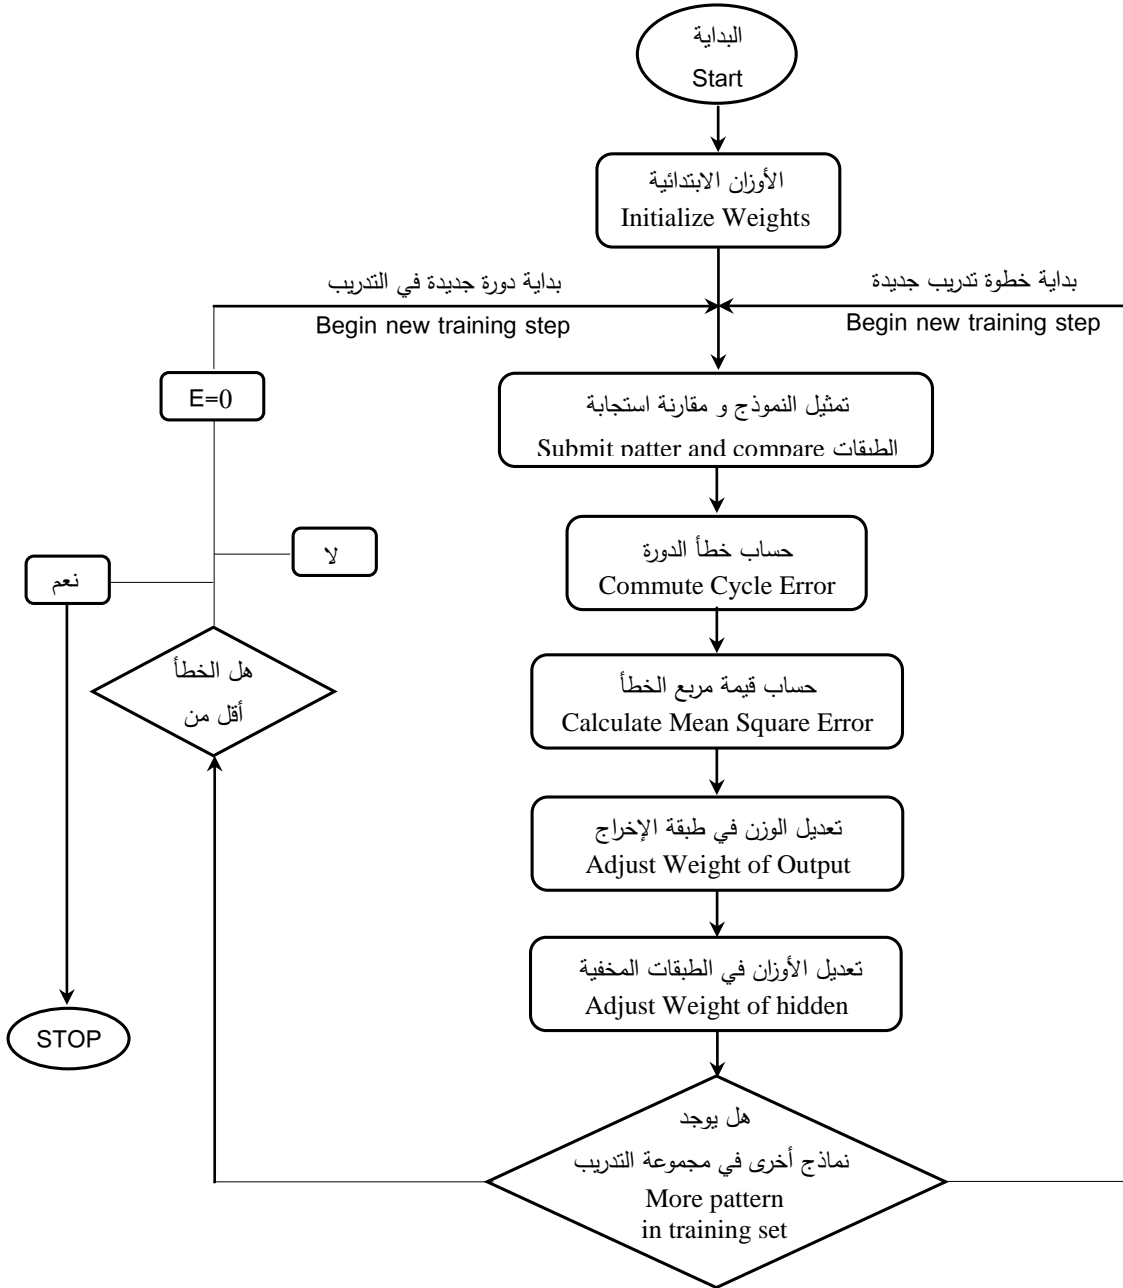 البداية
Start
الأوزان الابتدائية
Initialize Weights
بداية دورة جديدة في التدريب
Begin new training step
بداية خطوة تدريب جديدة
Begin new training step
E=0
تمثيل النموذج و مقارنة استجابة
الطبقات Submit patter and compare
لا
نعم
حساب خطأ الدورة
Commute Cycle Error
هل الخطأ
أقل من
حساب قيمة مربع الخطأ
Calculate Mean Square Error
تعديل الوزن في طبقة الإخراج
Adjust Weight of Output
تعديل الأوزان في الطبقات المخفية
Adjust Weight of hidden
STOP
هل يوجد
نماذج أخرى في مجموعة التدريب
More pattern
in training set